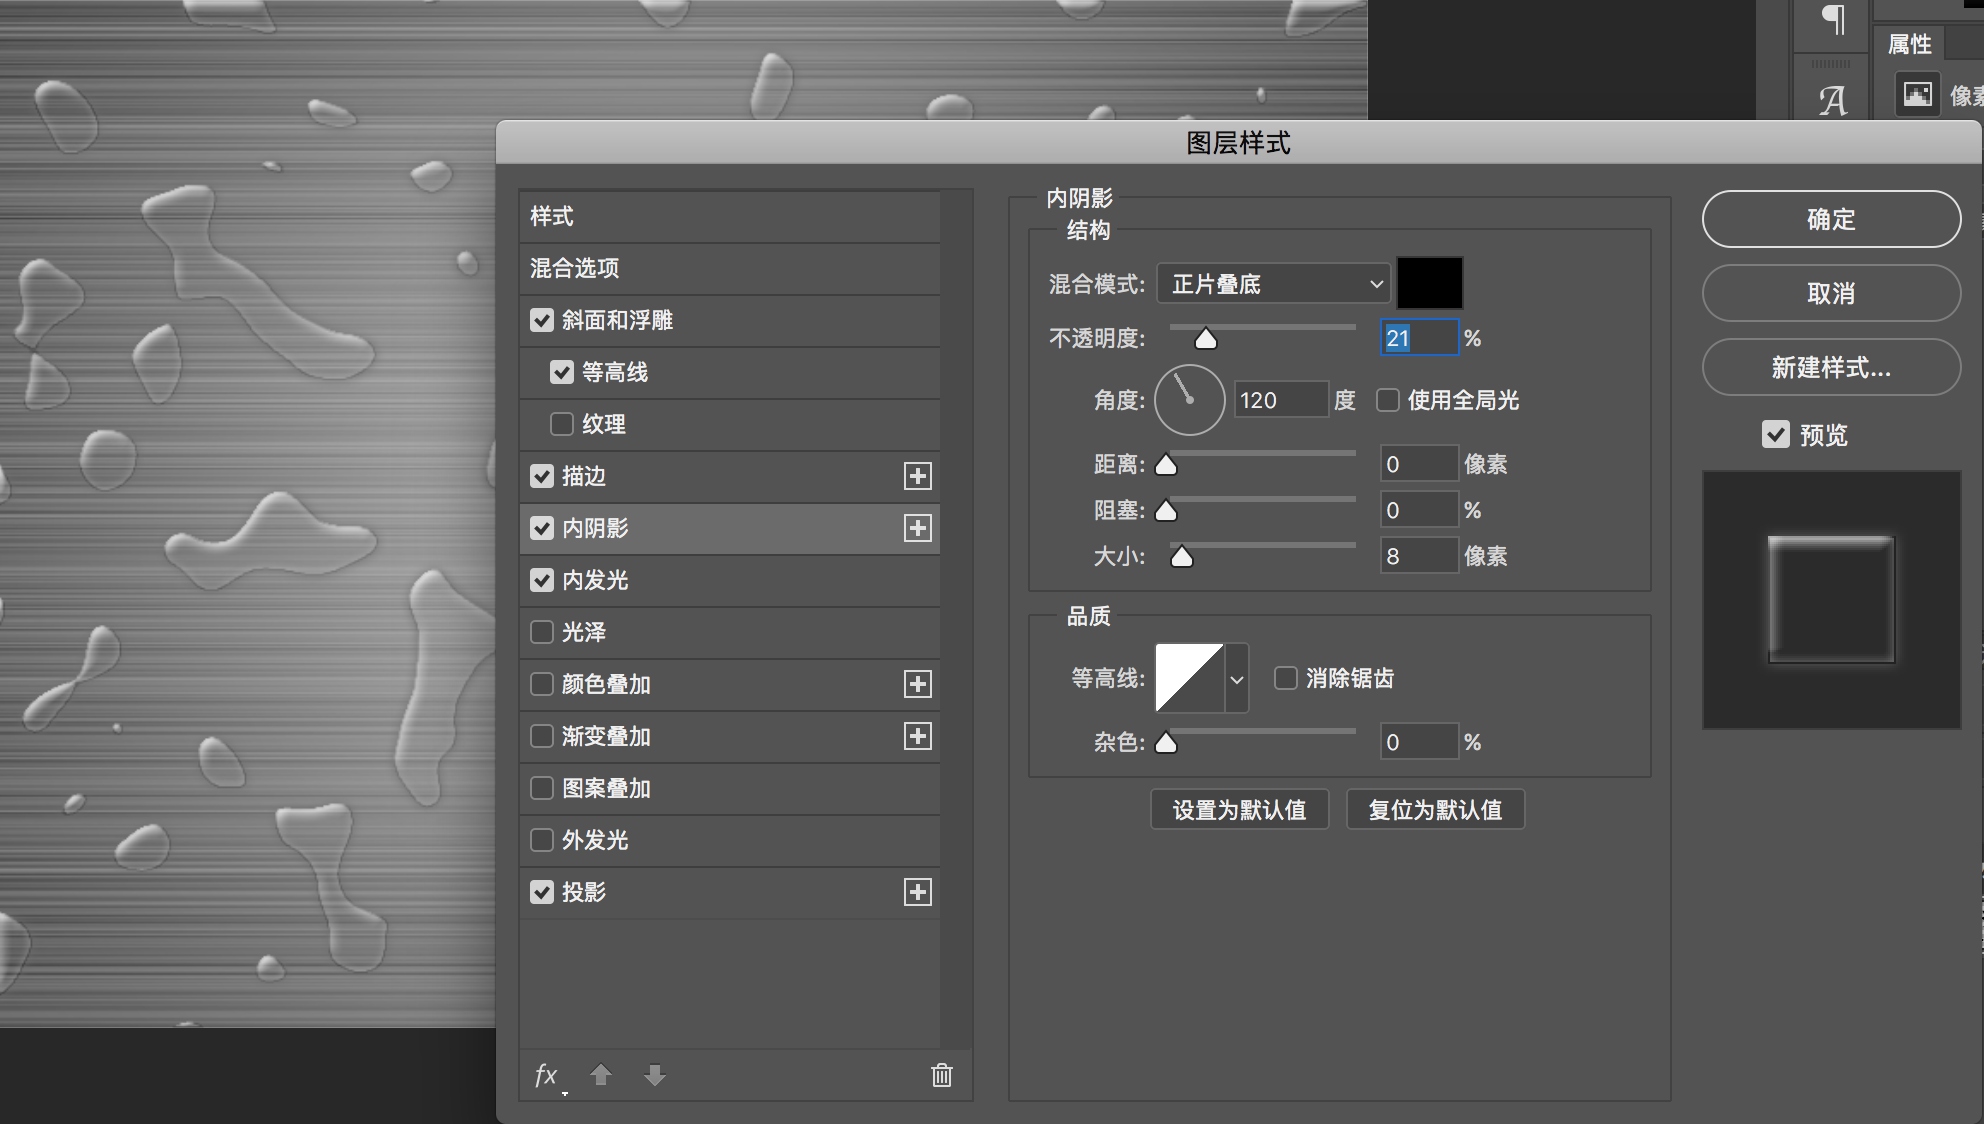 属性
像素
图层样式
样式
混合选项
斜面和浮雕
等高线
纹理
描边
内阴影
内发光
光泽
颜色叠加
渐变叠加
图案叠加
外发光
投影
fx
内阴影
结构
混合模式: 正片叠底
不透明度: 21 %
角度: 120 度 使用全局光
距离: 0 像素
阻塞: 0 %
大小: 8 像素
品质
等高线: 消除锯齿
杂色: 0 %
设置为默认值 复位为默认值
确定
取消
新建样式...
预览